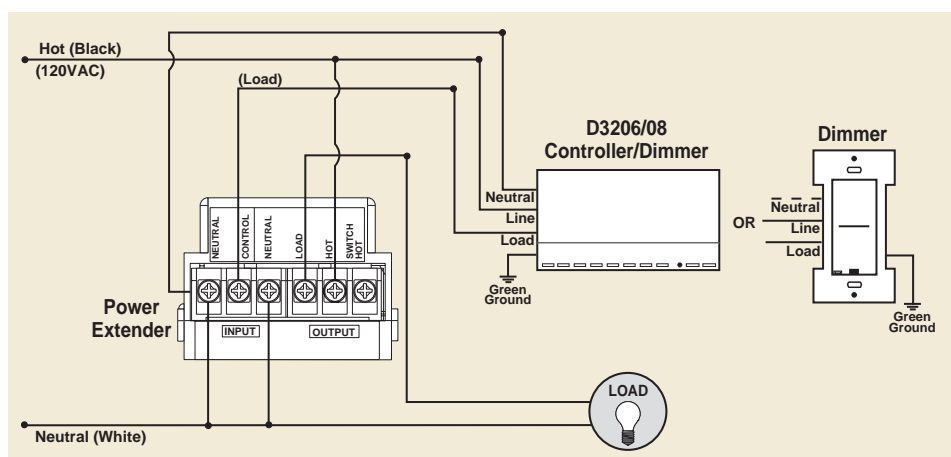 Hot (Black)
(120VAC)
(Load)
D3206/08
Controller/Dimmer
Dimmer
Neutral
Line
Load
Green
Ground
OR
Neutral
Line
Load
Green
Ground
NEUTRAL
CONTROL
NEUTRAL
LOAD
HOT
SWITCH
HOT
Power
Extender
INPUT
OUTPUT
LOAD
Neutral (White)